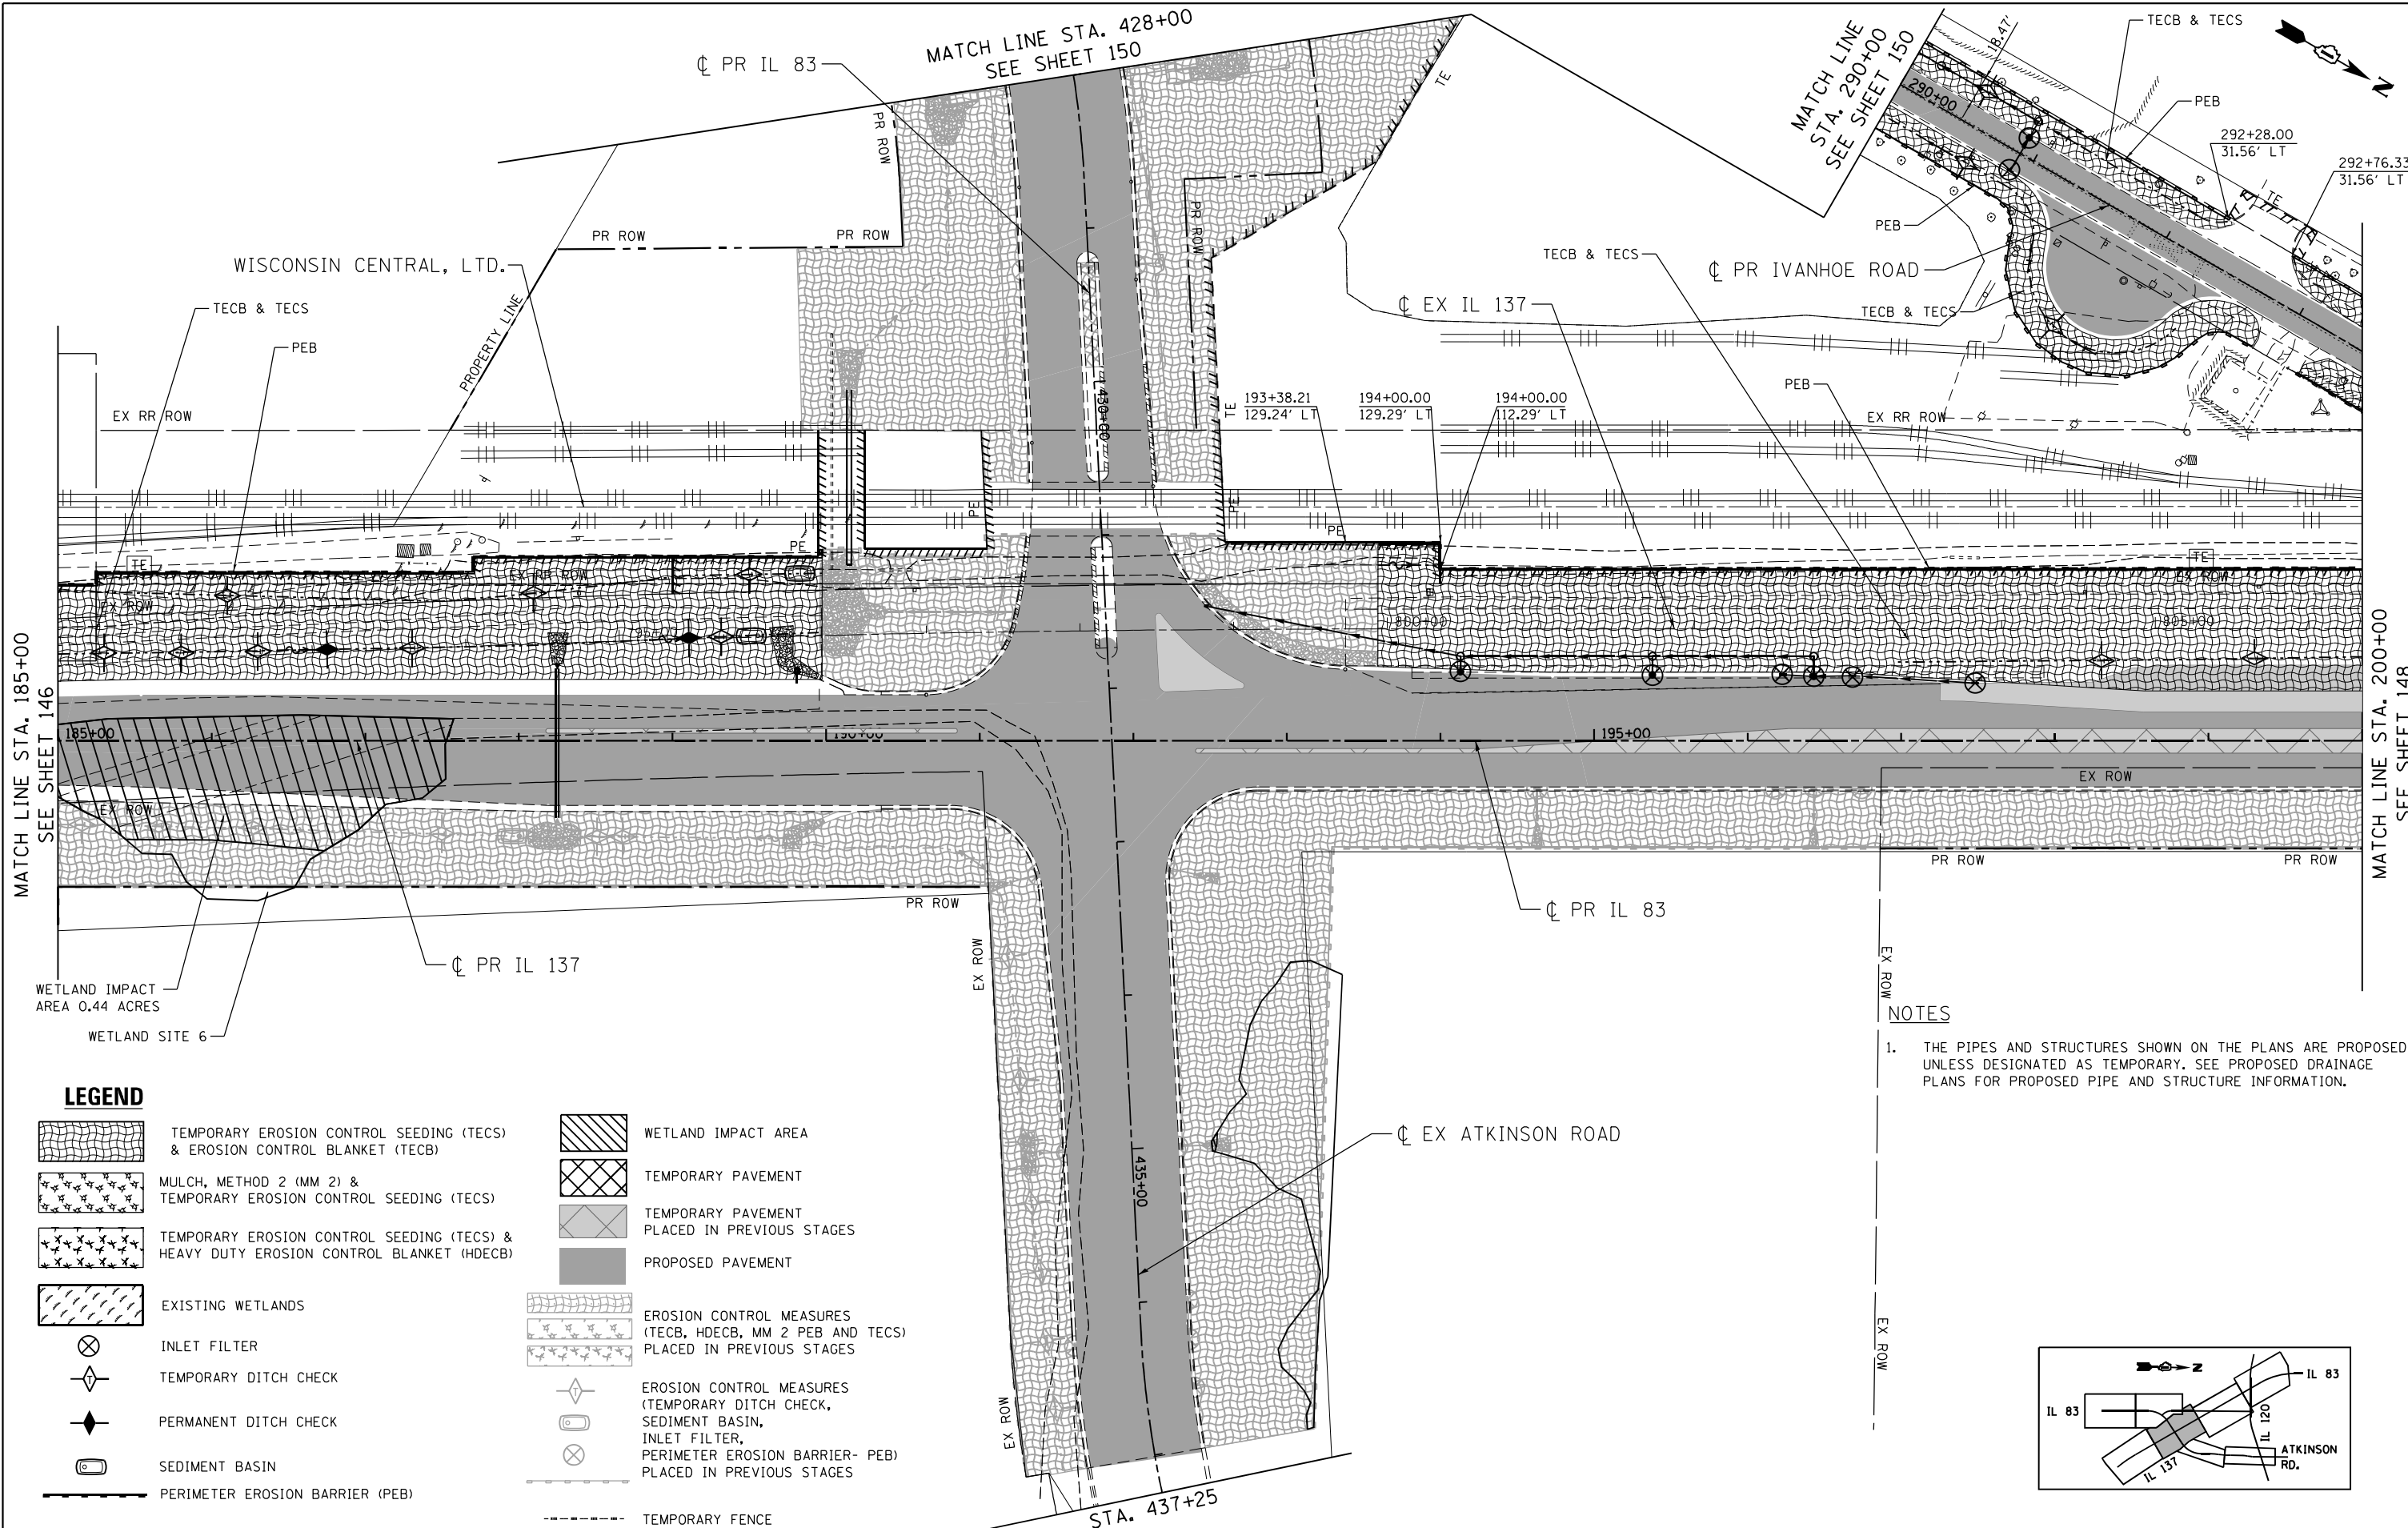 MATCH LINE STA. 428+00
SEE SHEET 150
℄ PR IL 83
MATCH LINE
STA. 290+00
SEE SHEET 150
TECB & TECS
18.47'
290+00
PEB
N
292+28.00
31.56' LT
292+76.33
31.56' LT
TE
TE
PEB
℄ PR IVANHOE ROAD
TECB & TECS
PR ROW
PR ROW
PR ROW
PR ROW
WISCONSIN CENTRAL, LTD.
TECB & TECS
PEB
PROPERTY LINE
EX RR ROW
TECB & TECS
℄ EX IL 137
PEB
430+00
TE
193+38.21
129.24' LT
194+00.00
129.29' LT
194+00.00
112.29' LT
EX RR ROW
PE
PE
PE
PE
TE
EX RR ROW
EX ROW
TE
EX ROW
95+00
800+00
805+00
MATCH LINE STA. 185+00
SEE SHEET 146
MATCH LINE STA. 200+00
SEE SHEET 148
185+00
190+00
195+00
EX ROW
EX ROW
PR ROW
PR ROW
PR ROW
℄ PR IL 83
℄ PR IL 137
EX ROW
EX ROW
WETLAND IMPACT
AREA 0.44 ACRES
WETLAND SITE 6
NOTES
1. THE PIPES AND STRUCTURES SHOWN ON THE PLANS ARE PROPOSED
UNLESS DESIGNATED AS TEMPORARY. SEE PROPOSED DRAINAGE
PLANS FOR PROPOSED PIPE AND STRUCTURE INFORMATION.
℄ EX ATKINSON ROAD
435+00
EX ROW
EX ROW
STA. 437+25
LEGEND
TEMPORARY EROSION CONTROL SEEDING (TECS)
& EROSION CONTROL BLANKET (TECB)
MULCH, METHOD 2 (MM 2) &
TEMPORARY EROSION CONTROL SEEDING (TECS)
TEMPORARY EROSION CONTROL SEEDING (TECS) &
HEAVY DUTY EROSION CONTROL BLANKET (HDECB)
EXISTING WETLANDS
INLET FILTER
T
TEMPORARY DITCH CHECK
PERMANENT DITCH CHECK
SEDIMENT BASIN
PERIMETER EROSION BARRIER (PEB)
WETLAND IMPACT AREA
TEMPORARY PAVEMENT
TEMPORARY PAVEMENT
PLACED IN PREVIOUS STAGES
PROPOSED PAVEMENT
EROSION CONTROL MEASURES
(TECB, HDECB, MM 2 PEB AND TECS)
PLACED IN PREVIOUS STAGES
T
EROSION CONTROL MEASURES
(TEMPORARY DITCH CHECK,
SEDIMENT BASIN,
INLET FILTER,
PERIMETER EROSION BARRIER- PEB)
PLACED IN PREVIOUS STAGES
TEMPORARY FENCE
N
IL 83
IL 83
IL 120
ATKINSON
RD.
IL 137